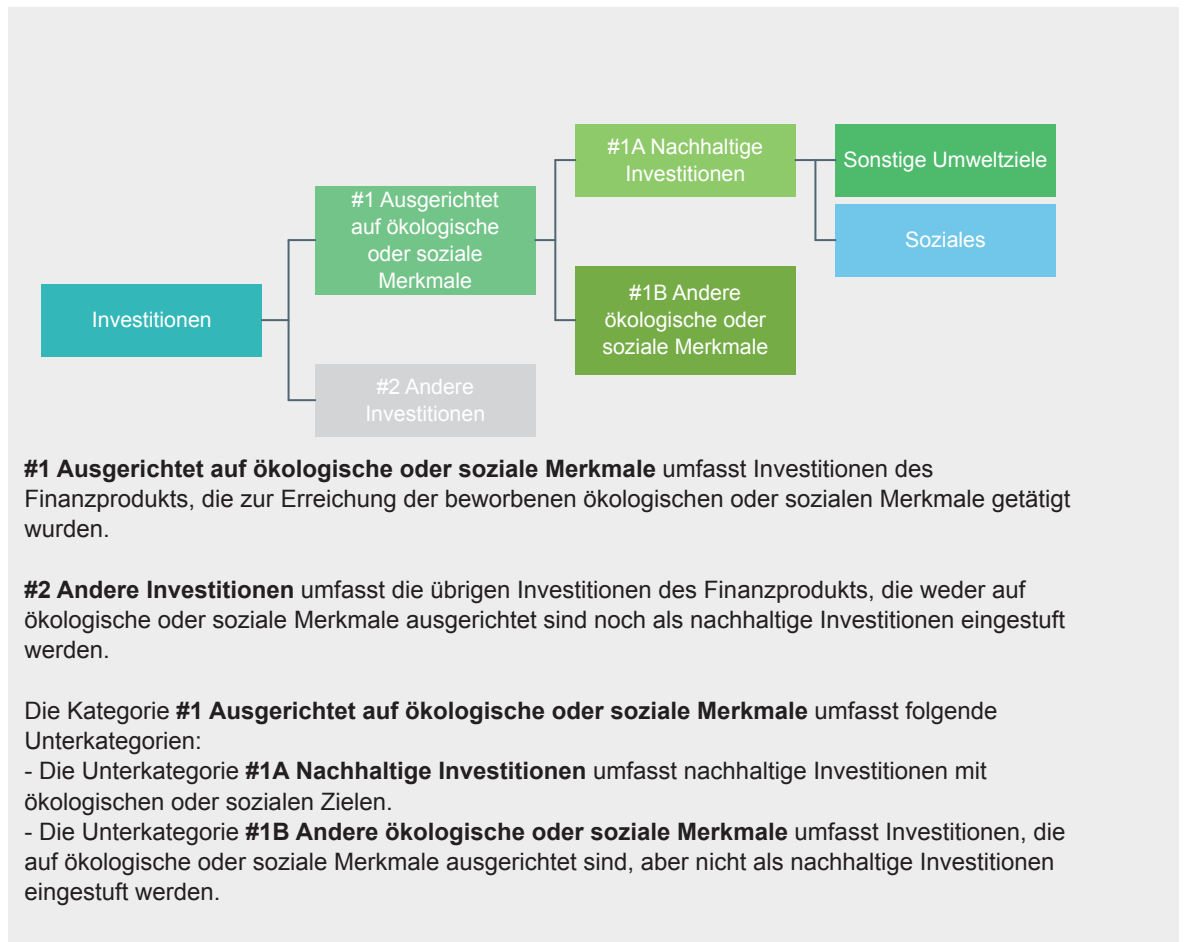 #1A Nachhaltige
Investitionen
Sonstige Umweltziele
#1 Ausgerichtet
auf ökologische
oder soziale
Merkmale
Soziales
Investitionen
#1B Andere
ökologische oder
soziale Merkmale
#2 Andere
Investitionen
#1 Ausgerichtet auf ökologische oder soziale Merkmale umfasst Investitionen des
Finanzprodukts, die zur Erreichung der beworbenen ökologischen oder sozialen Merkmale getätigt
wurden.
#2 Andere Investitionen umfasst die übrigen Investitionen des Finanzprodukts, die weder auf
ökologische oder soziale Merkmale ausgerichtet sind noch als nachhaltige Investitionen eingestuft
werden.
Die Kategorie #1 Ausgerichtet auf ökologische oder soziale Merkmale umfasst folgende
Unterkategorien:
- Die Unterkategorie #1A Nachhaltige Investitionen umfasst nachhaltige Investitionen mit
ökologischen oder sozialen Zielen.
- Die Unterkategorie #1B Andere ökologische oder soziale Merkmale umfasst Investitionen, die
auf ökologische oder soziale Merkmale ausgerichtet sind, aber nicht als nachhaltige Investitionen
eingestuft werden.